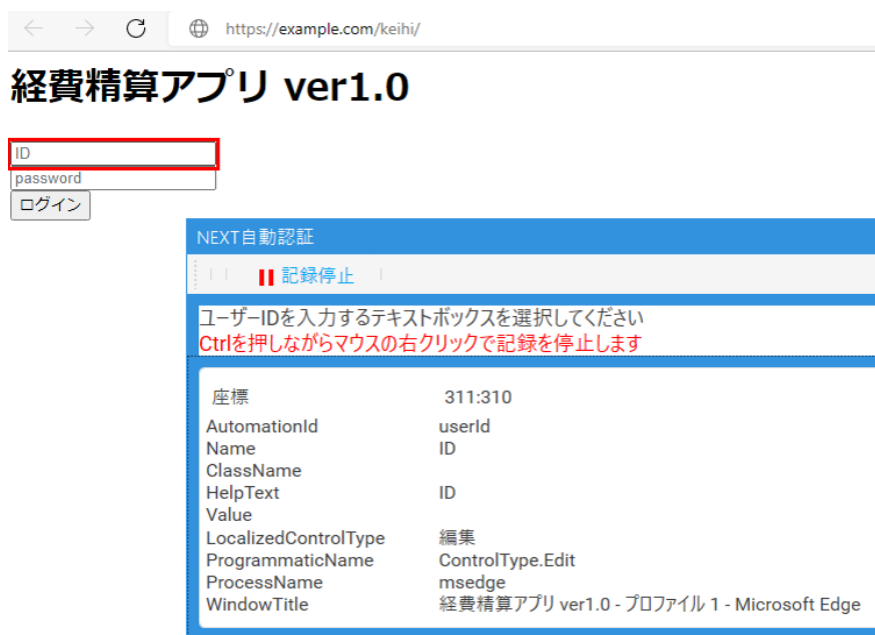 https://example.com/keihi/
経費精算アプリ ver1.0
ID
password
ログイン
NEXT自動認証
記録停止
ユーザーIDを入力するテキストボックスを選択してください
Ctrlを押しながらマウスの右クリックで記録を停止します
座標 311:310
AutomationId userId
Name ID
ClassName
HelpText ID
Value
LocalizedControlType 編集
ProgrammaticName ControlType.Edit
ProcessName msedge
WindowTitle 経費精算アプリ ver1.0 - プロファイル 1 - Microsoft Edge